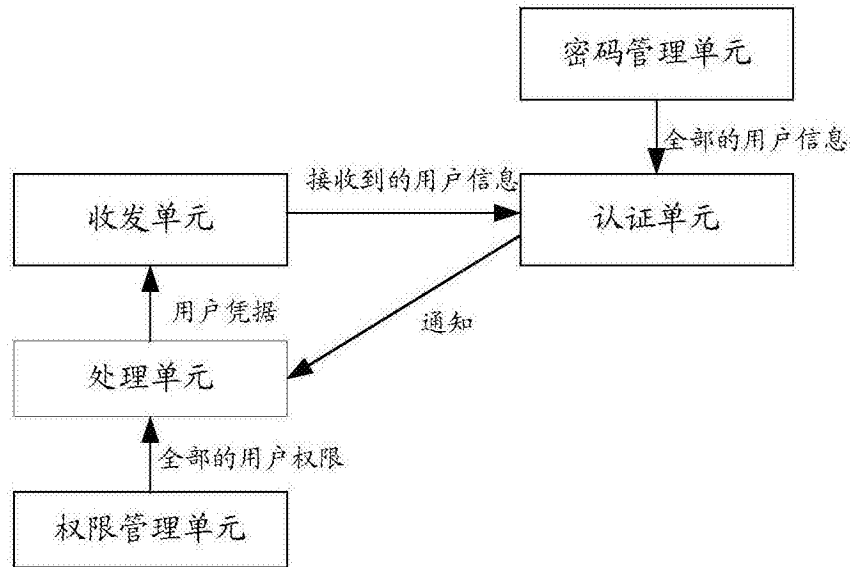 密码管理单元
全部的用户信息
接收到的用户信息
收发单元
认证单元
用户凭据
通知
处理单元
全部的用户权限
权限管理单元